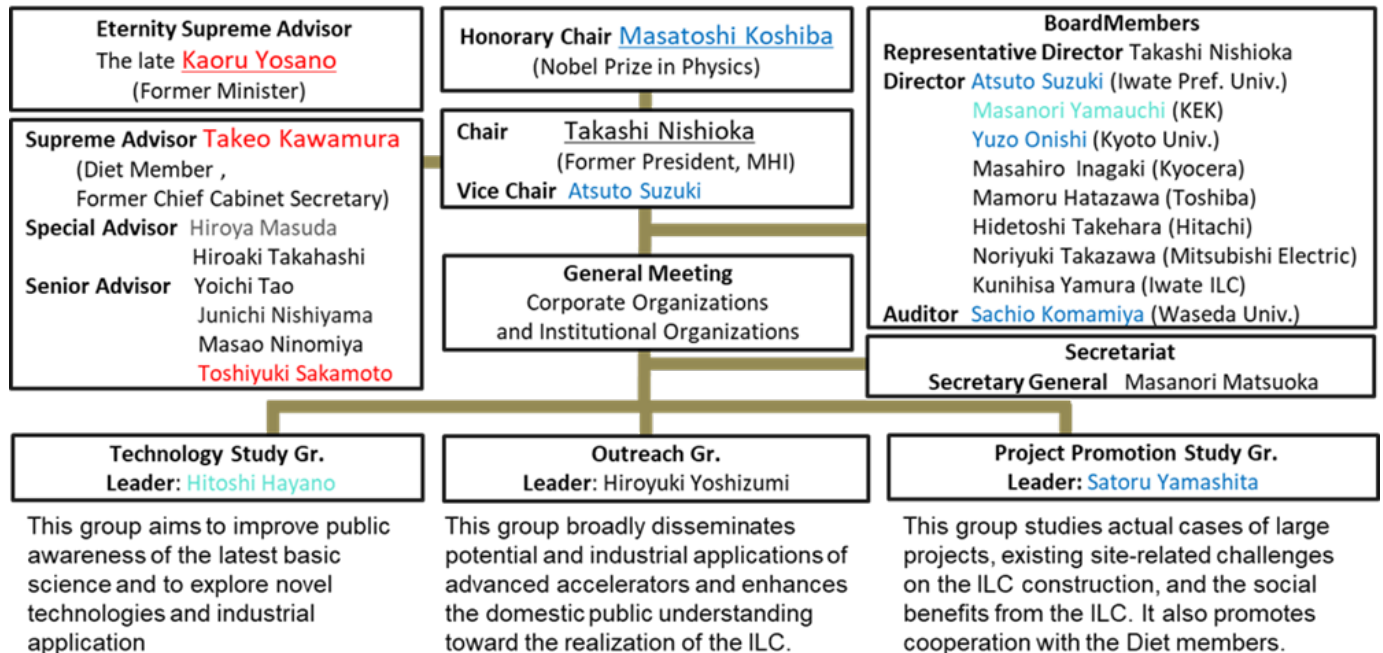 Eternity Supreme Advisor
The late Kaoru Yosano
(Former Minister)
Supreme Advisor Takeo Kawamura
(Diet Member ,
Former Chief Cabinet Secretary)
Special Advisor Hiroya Masuda
Hiroaki Takahashi
Senior Advisor Yoichi Tao
Junichi Nishiyama
Masao Ninomiya
Toshiyuki Sakamoto
Honorary Chair Masatoshi Koshiba
(Nobel Prize in Physics)
Chair Takashi Nishioka
(Former President, MHI)
Vice Chair Atsuto Suzuki
General Meeting
Corporate Organizations
and Institutional Organizations
BoardMembers
Representative Director Takashi Nishioka
Director Atsuto Suzuki (Iwate Pref. Univ.)
Masanori Yamauchi (KEK)
Yuzo Onishi (Kyoto Univ.)
Masahiro Inagaki (Kyocera)
Mamoru Hatazawa (Toshiba)
Hidetoshi Takehara (Hitachi)
Noriyuki Takazawa (Mitsubishi Electric)
Kunihisa Yamura (Iwate ILC)
Auditor Sachio Komamiya (Waseda Univ.)
Secretariat
Secretary General Masanori Matsuoka
Technology Study Gr.
Leader: Hitoshi Hayano
This group aims to improve public
awareness of the latest basic
science and to explore novel
technologies and industrial
application
Outreach Gr.
Leader: Hiroyuki Yoshizumi
This group broadly disseminates
potential and industrial applications of
advanced accelerators and enhances
the domestic public understanding
toward the realization of the ILC.
Project Promotion Study Gr.
Leader: Satoru Yamashita
This group studies actual cases of large
projects, existing site-related challenges
on the ILC construction, and the social
benefits from the ILC. It also promotes
cooperation with the Diet members.